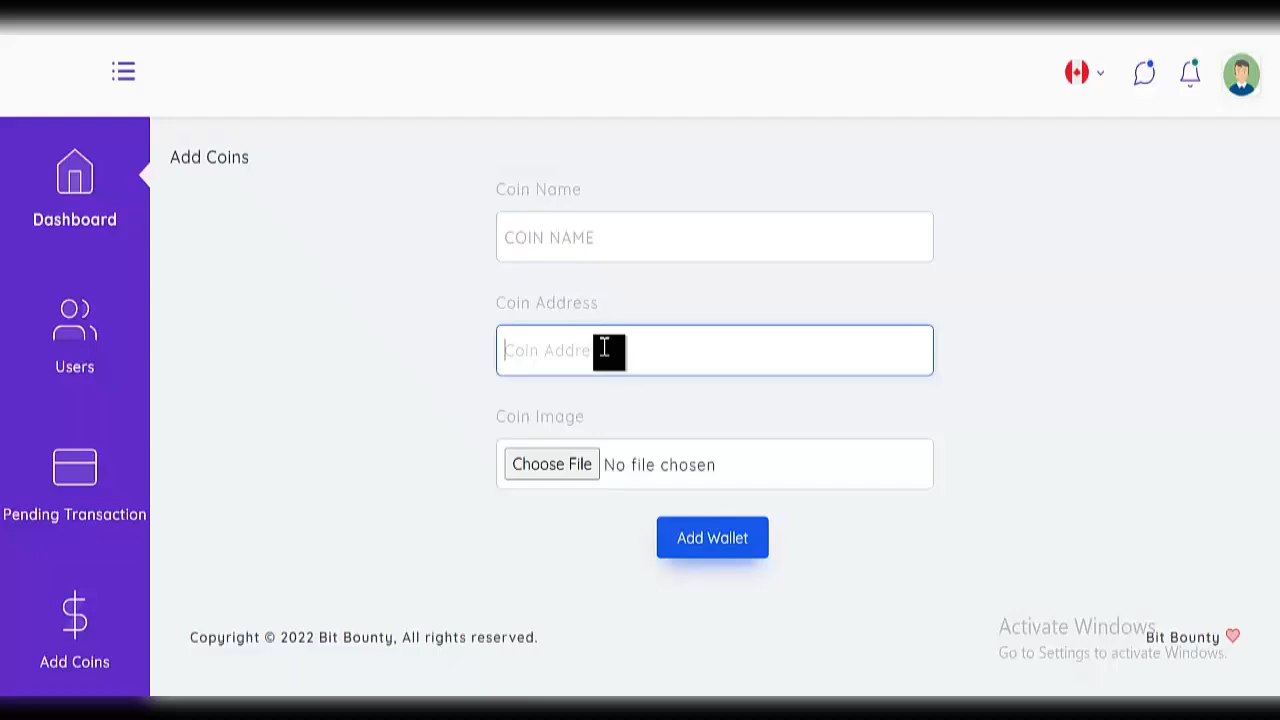 Add Coins
Coin Name
COIN NAME
Coin Address
Coin Addre
Coin Image
Choose File No file chosen
Add Wallet
Dashboard
Users
Pending Transaction
Add Coins
Copyright © 2022 Bit Bounty, All rights reserved.
Bit Bounty
Activate Windows
Go to Settings to activate Windows.